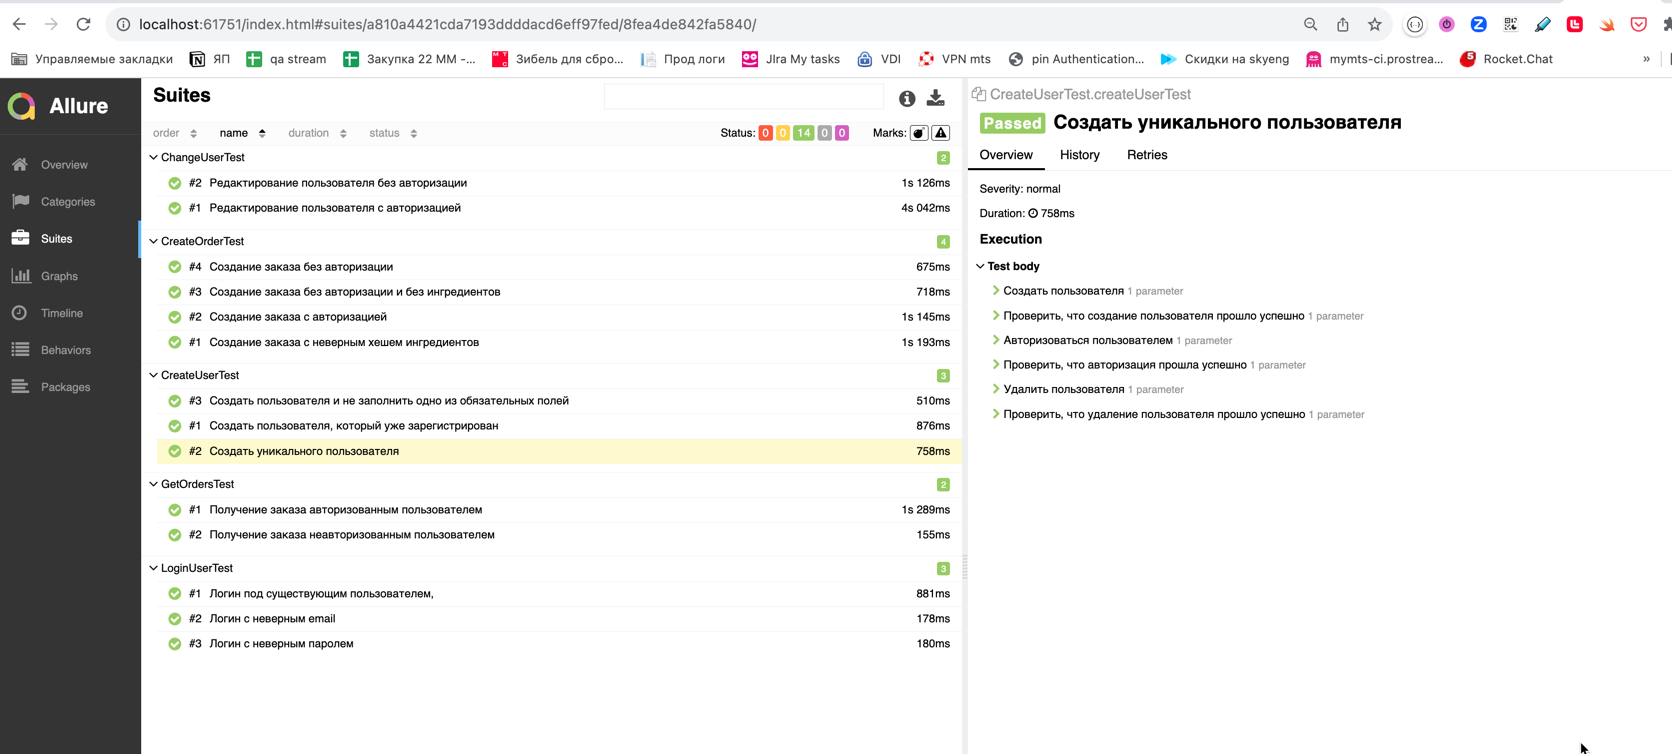 localhost:61751/index.html#suites/a810a4421cda7193ddddacd6eff97fed/8fea4de842fa5840/
Управляемые закладки ЯП qa stream Закупка 22 MM -... Зибель для сбро... Прод логи JIra My tasks VDI VPN mts pin Authentication... Скидки на skyeng mymts-ci.prostrea... Rocket.Chat »
Allure
Overview
Categories
Suites
Graphs
Timeline
Behaviors
Packages
Suites
order name duration status Status: 0 0 14 0 0 Marks:
ChangeUserTest 2
#2 Редактирование пользователя без авторизации 1s 126ms
#1 Редактирование пользователя с авторизацией 4s 042ms
CreateOrderTest 4
#4 Создание заказа без авторизации 675ms
#3 Создание заказа без авторизации и без ингредиентов 718ms
#2 Создание заказа с авторизацией 1s 145ms
#1 Создание заказа с неверным хешем ингредиентов 1s 193ms
CreateUserTest 3
#3 Создать пользователя и не заполнить одно из обязательных полей 510ms
#1 Создать пользователя, который уже зарегистрирован 876ms
#2 Создать уникального пользователя 758ms
GetOrdersTest 2
#1 Получение заказа авторизованным пользователем 1s 289ms
#2 Получение заказа неавторизованным пользователем 155ms
LoginUserTest 3
#1 Логин под существующим пользователем, 881ms
#2 Логин с неверным email 178ms
#3 Логин с неверным паролем 180ms
CreateUserTest.createUserTest
Passed Создать уникального пользователя
Overview History Retries
Severity: normal
Duration: 758ms
Execution
Test body
Создать пользователя 1 parameter
Проверить, что создание пользователя прошло успешно 1 parameter
Авторизоваться пользователем 1 parameter
Проверить, что авторизация прошла успешно 1 parameter
Удалить пользователя 1 parameter
Проверить, что удаление пользователя прошло успешно 1 parameter